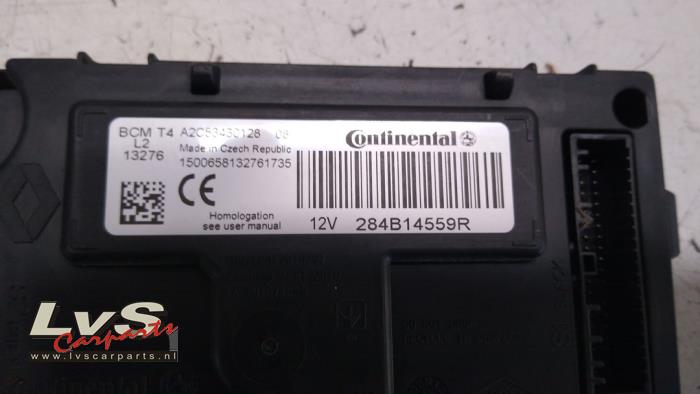 BCM T4 A2C53430128 08
L2
13276
Made in Czech Republic
1500658132761735
Continental
CE
Homologation
see user manual
12V 284B14559R
LvS
Carparts
www.lvscarparts.nl
Continental